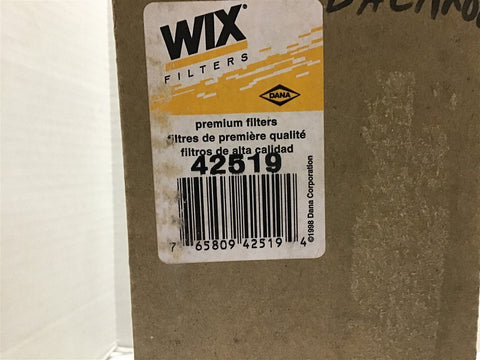 WIX
FILTERS
DANA
premium filters
filtres de première qualité
filtros de alta calidad
42519
7 65809 42519 4
©1998 Dana Corporation